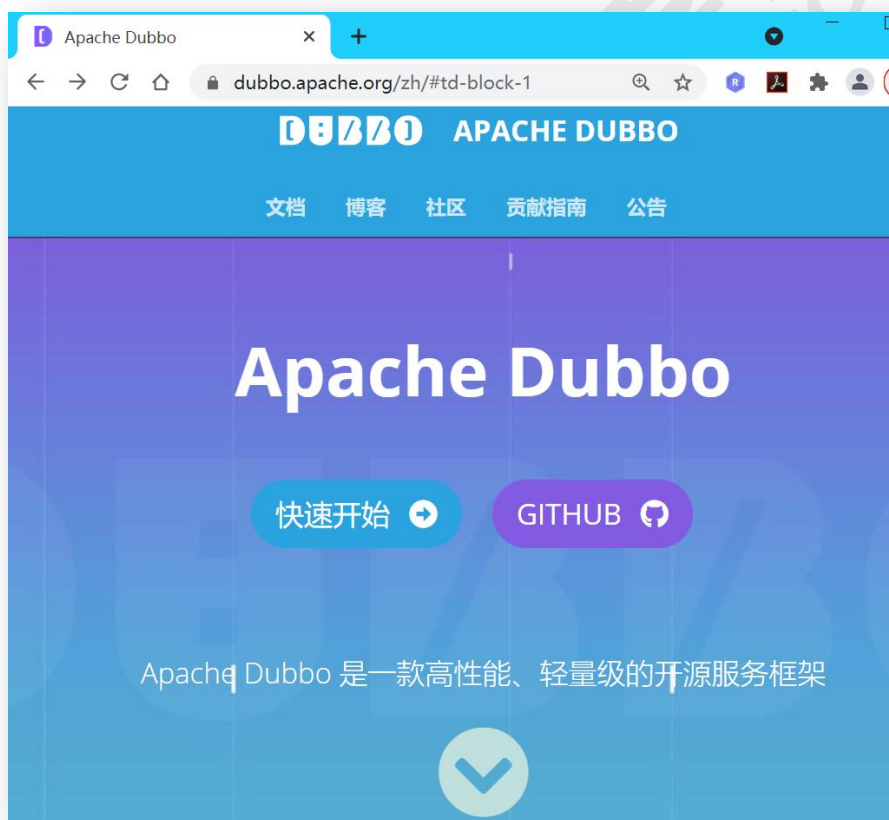 Apache Dubbo
dubbo.apache.org/zh/#td-block-1
DUBBO APACHE DUBBO
文档 博客 社区 贡献指南 公告
Apache Dubbo
快速开始 GITHUB
Apache Dubbo 是一款高性能、轻量级的开源服务框架